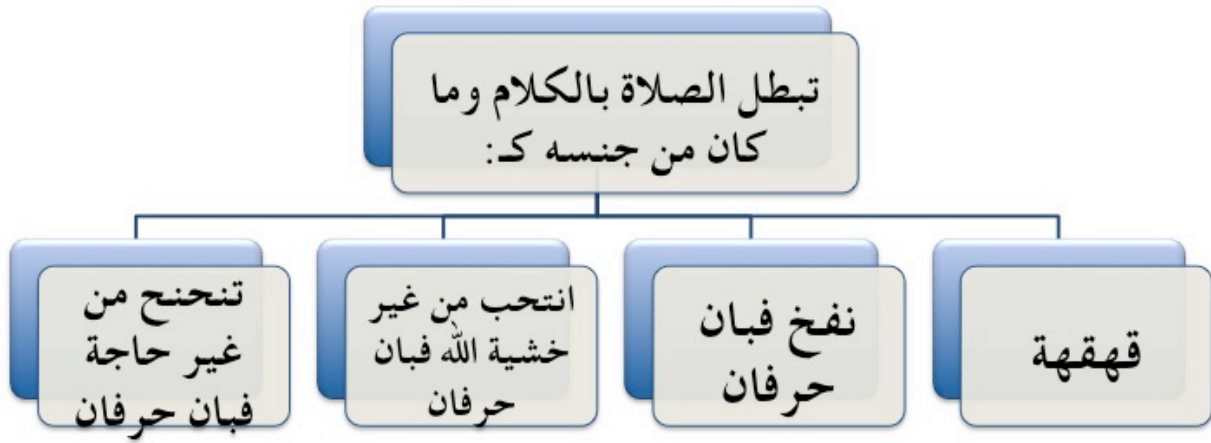 تبطل الصلاة بالكلام وما
كان من جنسه كـ:
قهقهة
نفخ فبان
حرفان
انتحب من غير
خشية الله فبان
حرفان
تنحنح من
غير حاجة
فبان حرفان